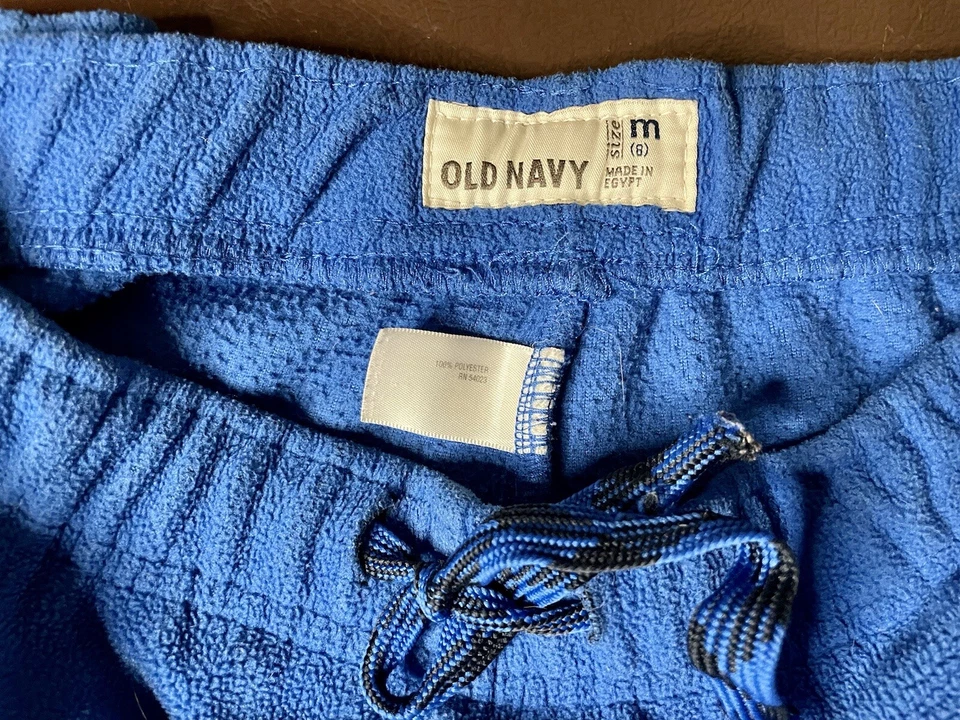 OLD NAVY
size
m
(8)
MADE IN
EGYPT
100% POLYESTER
RN 54023